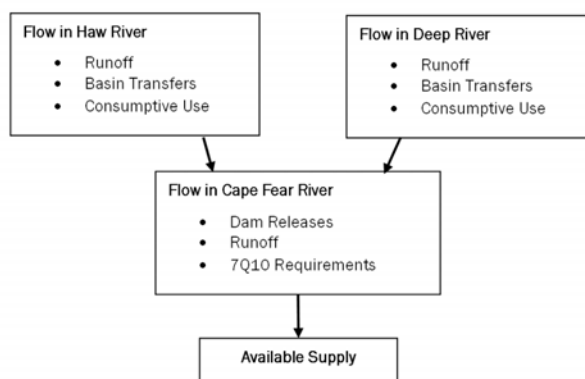 Flow in Haw River
• Runoff
• Basin Transfers
• Consumptive Use
Flow in Deep River
• Runoff
• Basin Transfers
• Consumptive Use
Flow in Cape Fear River
• Dam Releases
• Runoff
• 7Q10 Requirements
Available Supply